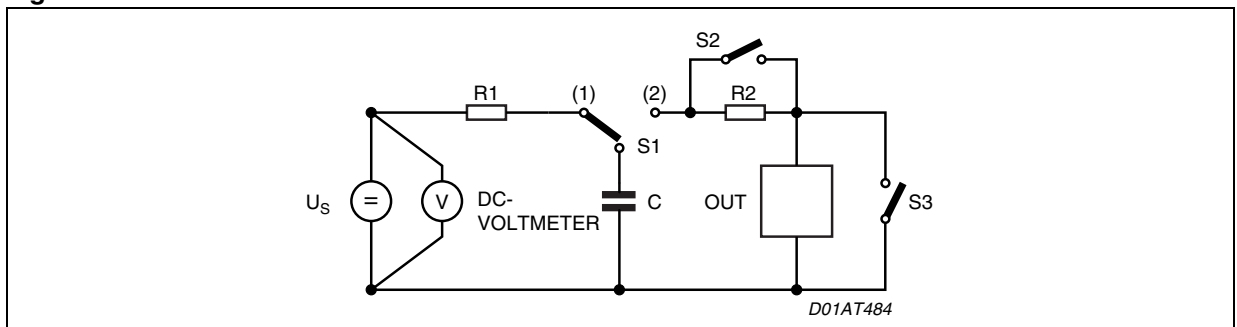 S2
R1
(1)
(2)
R2
S1
U_S
=
V
DC-
VOLTMETER
C
OUT
S3
D01AT484